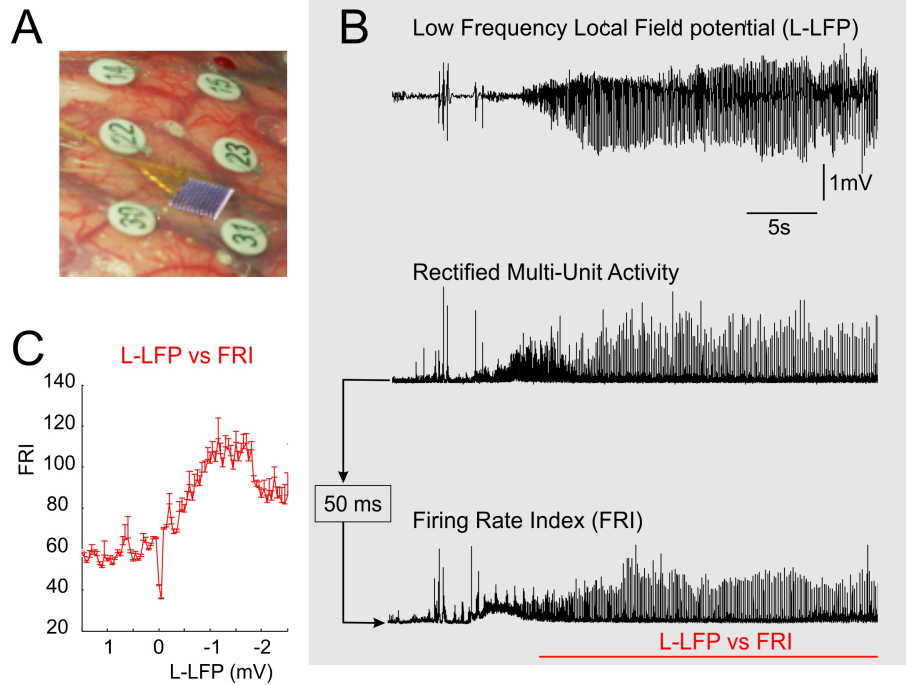 A
14
15
22
23
30
31
B
Low Frequency Local Field potential (L-LFP)
1mV
5s
Rectified Multi-Unit Activity
50 ms
Firing Rate Index (FRI)
L-LFP vs FRI
C
L-LFP vs FRI
140
120
100
80
60
40
20
FRI
1 0 -1 -2
L-LFP (mV)